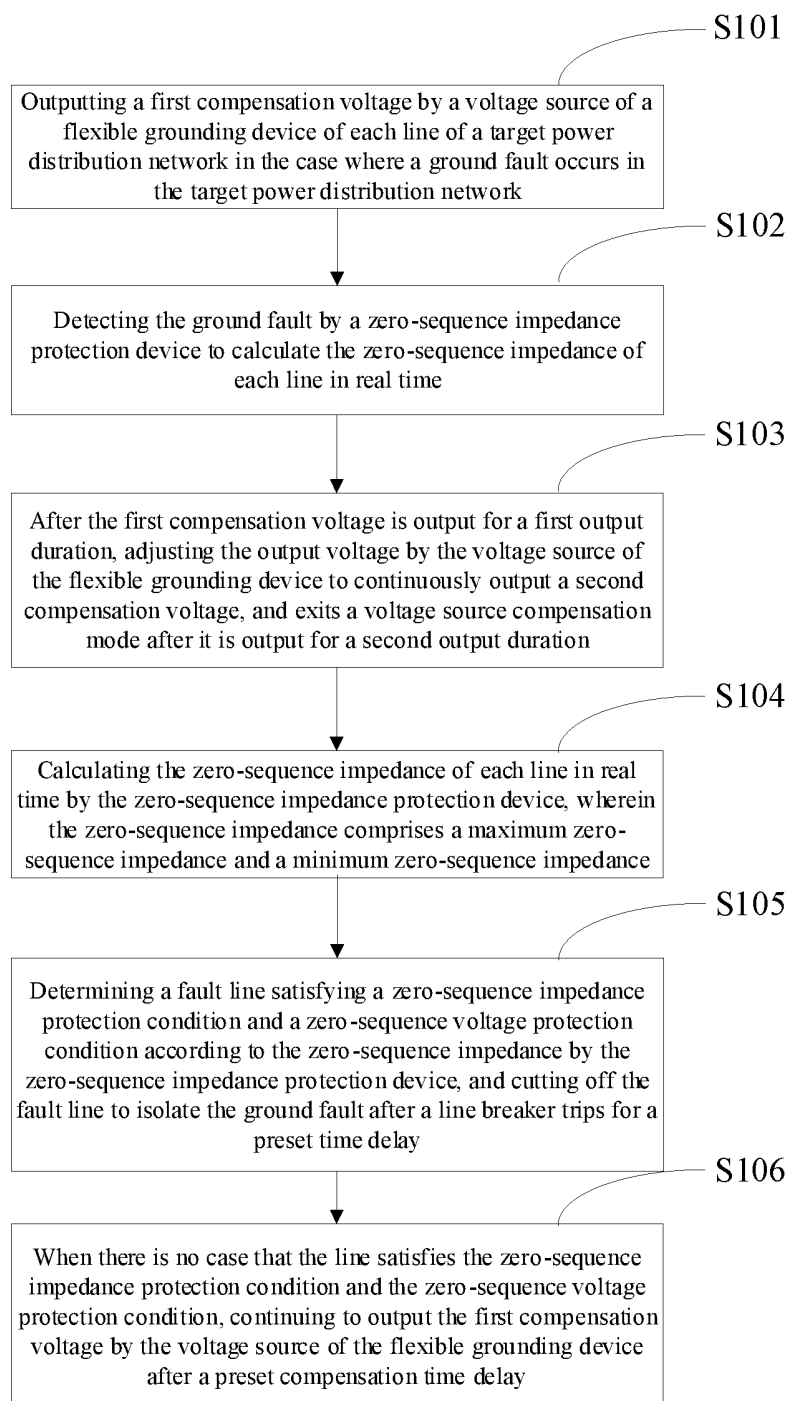 S101
Outputting a first compensation voltage by a voltage source of a
flexible grounding device of each line of a target power
distribution network in the case where a ground fault occurs in
the target power distribution network
S102
Detecting the ground fault by a zero-sequence impedance
protection device to calculate the zero-sequence impedance of
each line in real time
S103
After the first compensation voltage is output for a first output
duration, adjusting the output voltage by the voltage source of
the flexible grounding device to continuously output a second
compensation voltage, and exits a voltage source compensation
mode after it is output for a second output duration
S104
Calculating the zero-sequence impedance of each line in real
time by the zero-sequence impedance protection device, wherein
the zero-sequence impedance comprises a maximum zero-
sequence impedance and a minimum zero-sequence impedance
S105
Determining a fault line satisfying a zero-sequence impedance
protection condition and a zero-sequence voltage protection
condition according to the zero-sequence impedance by the
zero-sequence impedance protection device, and cutting off the
fault line to isolate the ground fault after a line breaker trips for a
preset time delay
S106
When there is no case that the line satisfies the zero-sequence
impedance protection condition and the zero-sequence voltage
protection condition, continuing to output the first compensation
voltage by the voltage source of the flexible grounding device
after a preset compensation time delay